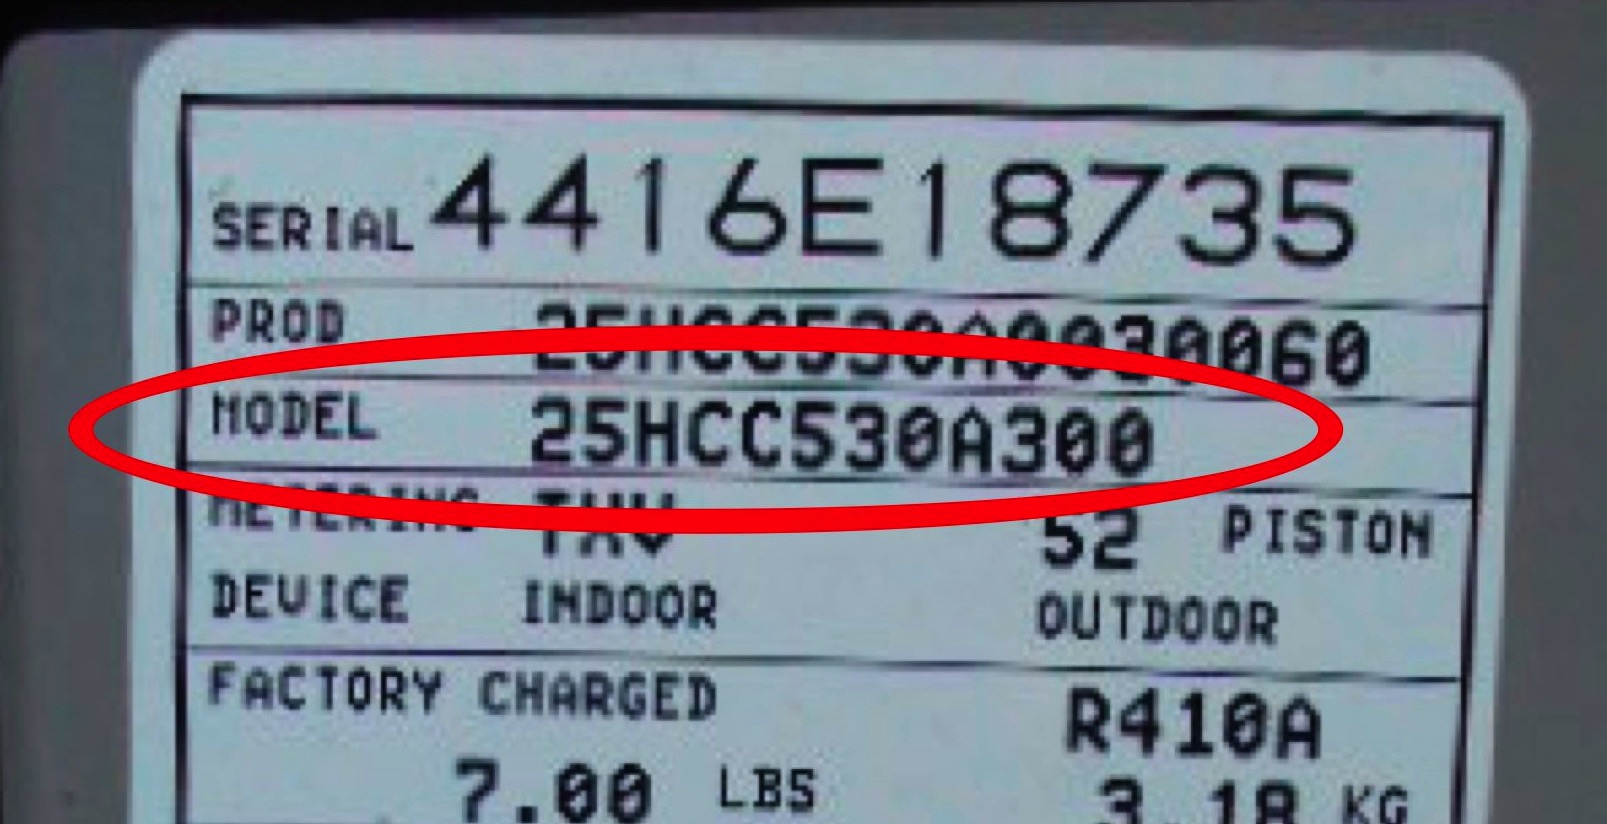 SERIAL 4416E18735
PROD 25HCC530A0030060
MODEL 25HCC530A300
METERING TXV 52 PISTON
DEVICE INDOOR OUTDOOR
FACTORY CHARGED R410A
7.00 LBS 3.18 KG